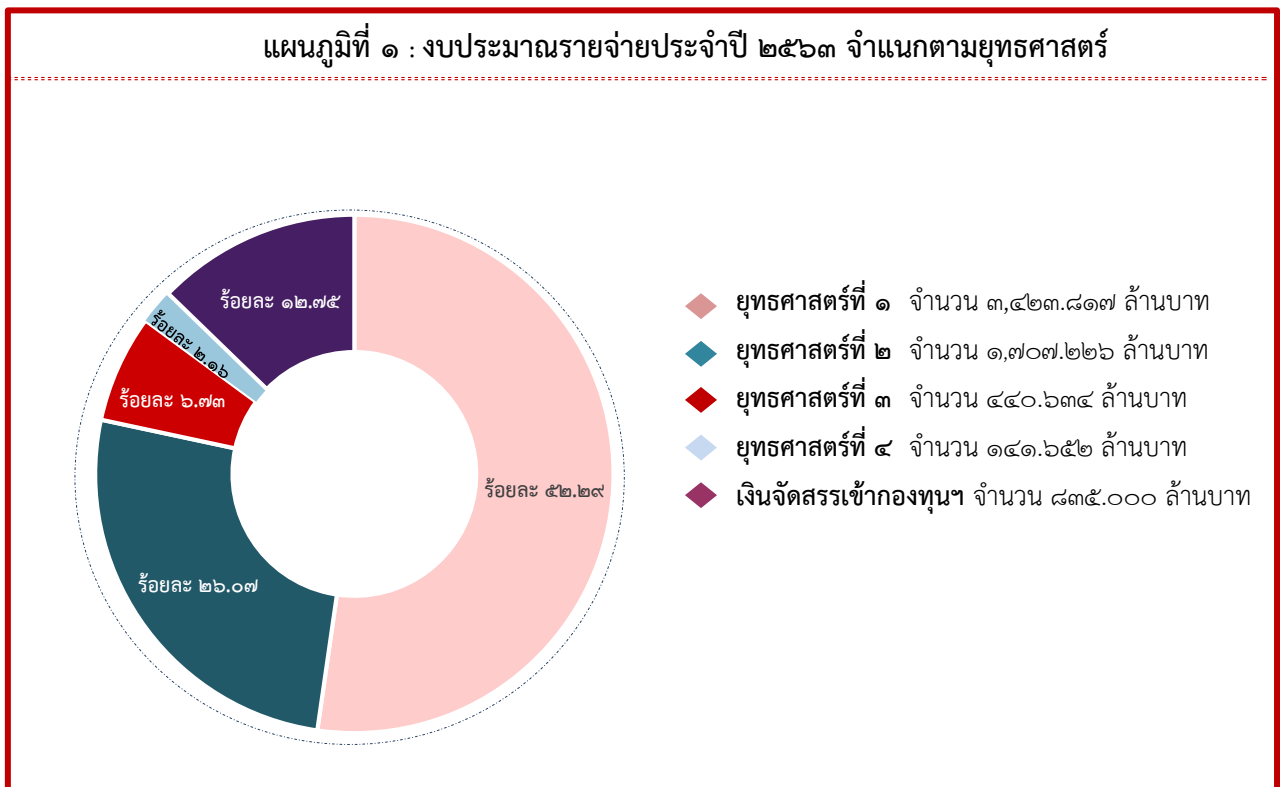 แผนภูมิที่ ๑ : งบประมาณรายจ่ายประจำปี ๒๕๖๓ จำแนกตามยุทธศาสตร์
ร้อยละ ๑๒.๗๕
ร้อยละ ๒.๑๖
ร้อยละ ๖.๗๓
ร้อยละ ๕๒.๒๙
ร้อยละ ๒๖.๐๗
ยุทธศาสตร์ที่ ๑ จำนวน ๓,๔๒๓.๘๑๗ ล้านบาท
ยุทธศาสตร์ที่ ๒ จำนวน ๑,๗๐๗.๒๒๖ ล้านบาท
ยุทธศาสตร์ที่ ๓ จำนวน ๔๔๐.๖๓๔ ล้านบาท
ยุทธศาสตร์ที่ ๔ จำนวน ๑๔๑.๖๕๒ ล้านบาท
เงินจัดสรรเข้ากองทุนฯ จำนวน ๘๓๕.๐๐๐ ล้านบาท